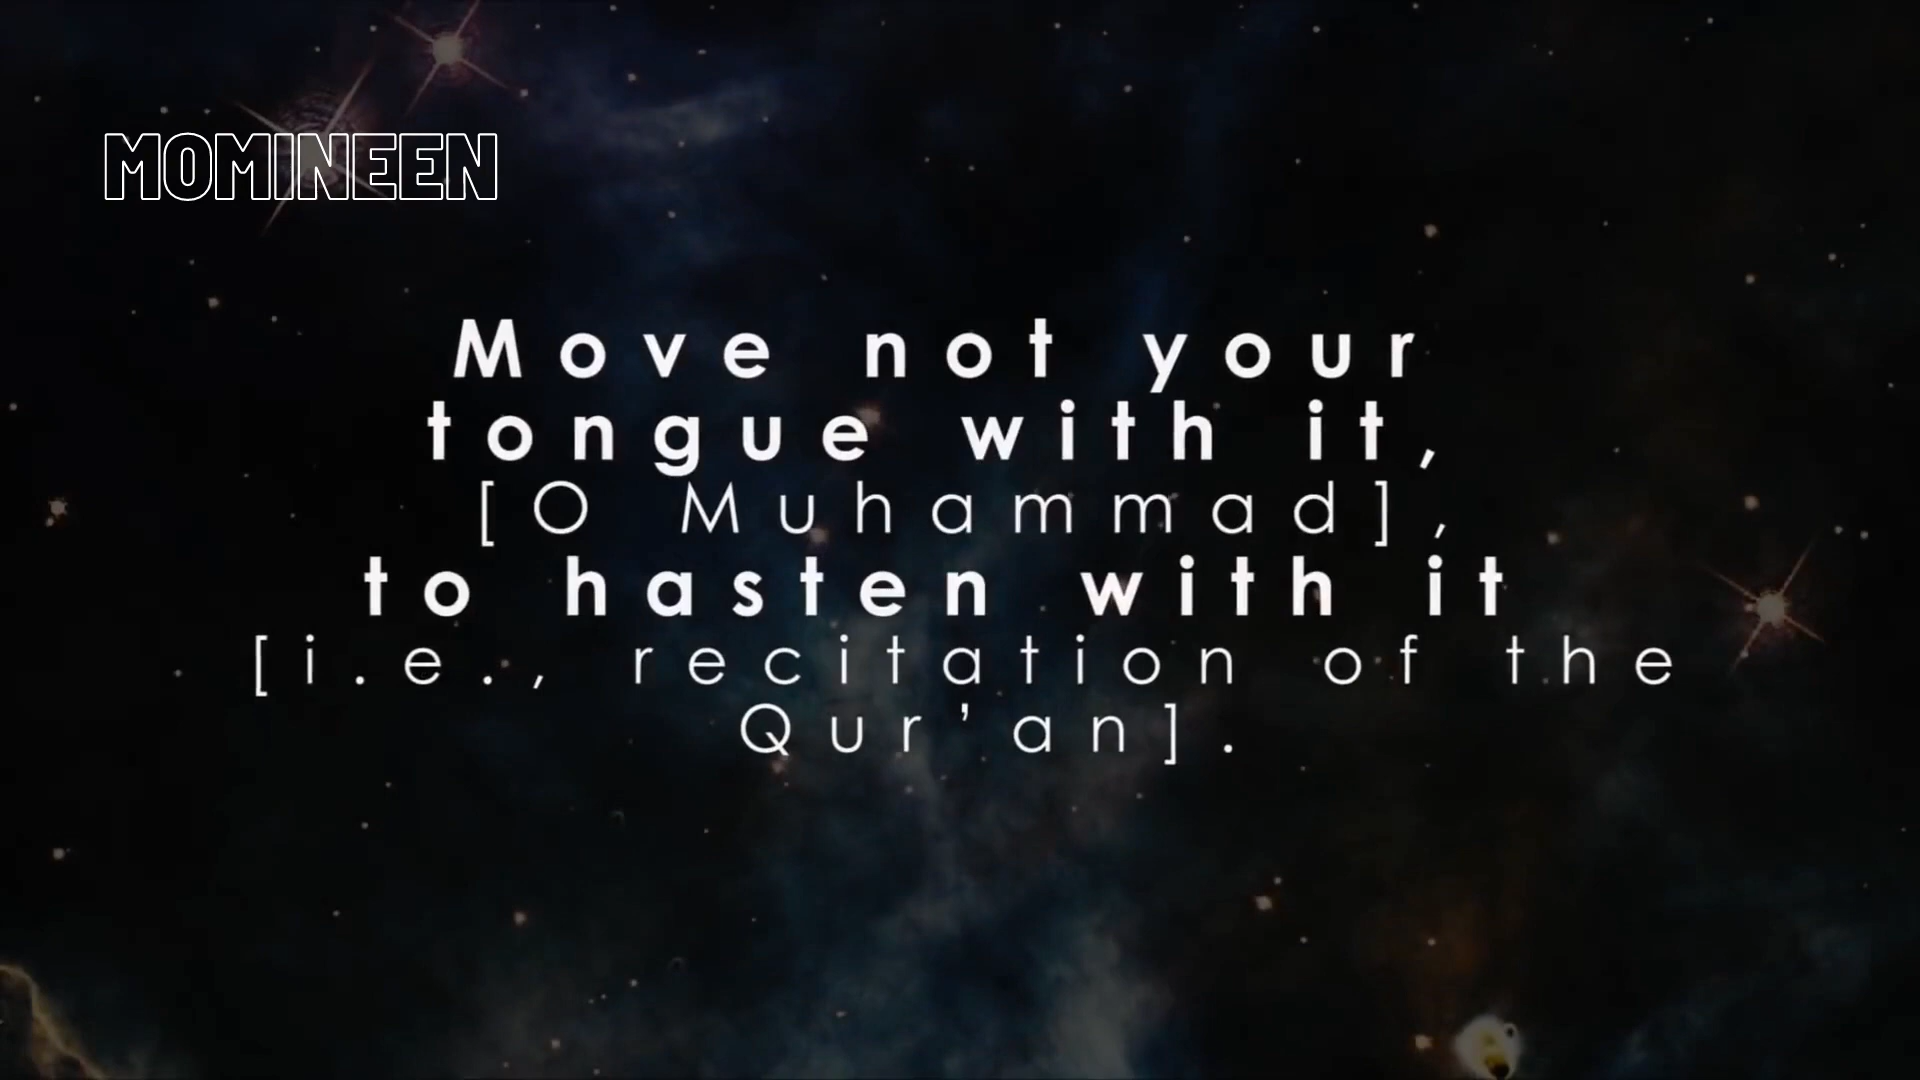 MOMINEEN
Move not your
tongue with it,
[O Muhammad],
to hasten with it
[i.e., recitation of the
Qur’an].